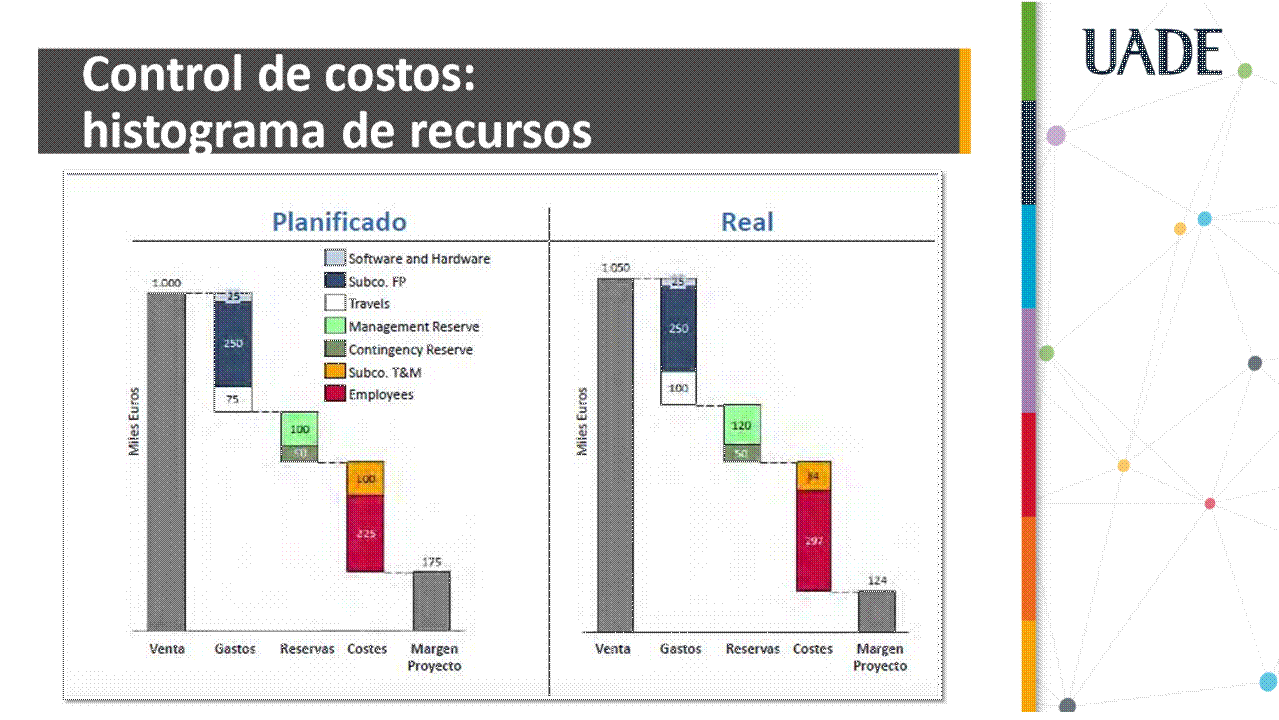 UADE
Control de costos:
histograma de recursos
Planificado
Real
Software and Hardware
Subco. FP
Travels
Management Reserve
Contingency Reserve
Subco. T&M
Employees
Miles Euros
1.000
25
250
75
100
50
100
225
175
Venta
Gastos
Reservas
Costes
Margen
Proyecto
Miles Euros
1.050
25
250
100
120
50
84
297
124
Venta
Gastos
Reservas
Costes
Margen
Proyecto